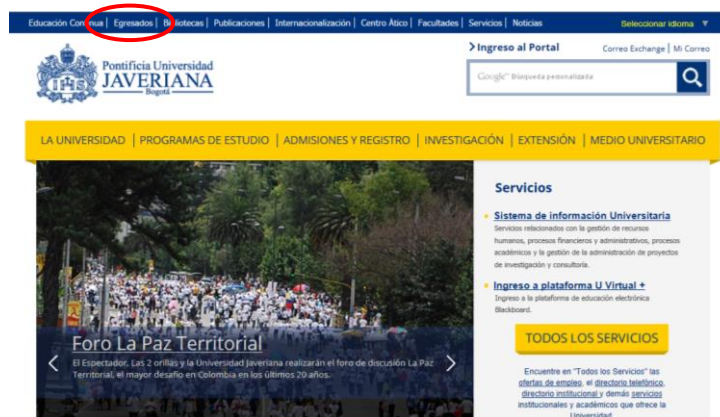 Educación Continua | Egresados | Bibliotecas | Publicaciones | Internacionalización | Centro Ático | Facultades | Servicios | Noticias
Seleccionar idioma ▼
Pontificia Universidad
JAVERIANA
Bogotá
Ingreso al Portal
Correo Exchange | Mi Correo
Google™ Búsqueda personalizada
LA UNIVERSIDAD | PROGRAMAS DE ESTUDIO | ADMISIONES Y REGISTRO | INVESTIGACIÓN | EXTENSIÓN | MEDIO UNIVERSITARIO
Servicios
Sistema de información Universitaria
Servicios relacionados con la gestión de recursos
humanos, procesos financieros y administrativos, procesos
académicos y la gestión de la administración de proyectos
de investigación y consultoría.
Ingreso a plataforma U Virtual +
Ingreso a la plataforma de educación electrónica
Blackboard.
TODOS LOS SERVICIOS
Encuentre en "Todos los Servicios" las
ofertas de empleo, el directorio telefónico,
directorio institucional y demás servicios
institucionales y académicos que ofrece la
Universidad
Foro La Paz Territorial
El Espectador, Las 2 orillas y la Universidad Javeriana realizarán el foro de discusión La Paz
Territorial, el mayor desafío en Colombia en los últimos 20 años.